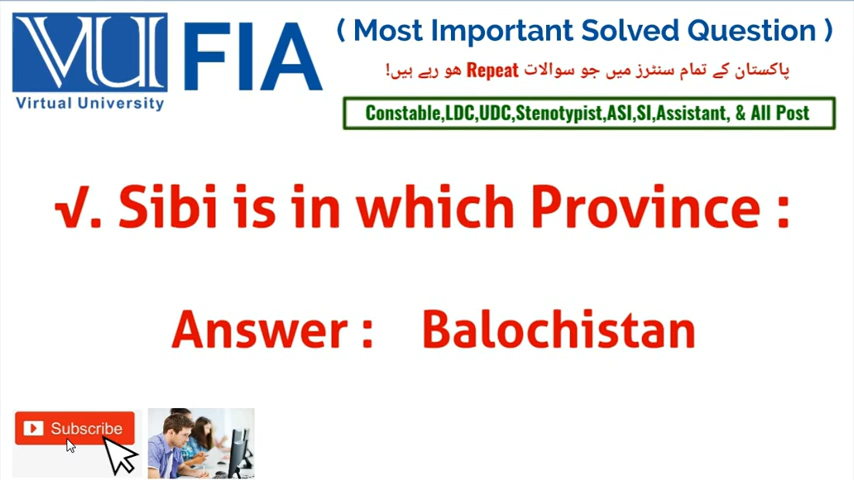 VU FIA
Virtual University
( Most Important Solved Question )
پاکستان کے تمام سنٹرز میں جو سوالات Repeat ھو رہے ہیں!
Constable,LDC,UDC,Stenotypist,ASI,SI,Assistant, & All Post
√. Sibi is in which Province :
Answer : Balochistan
Subscribe